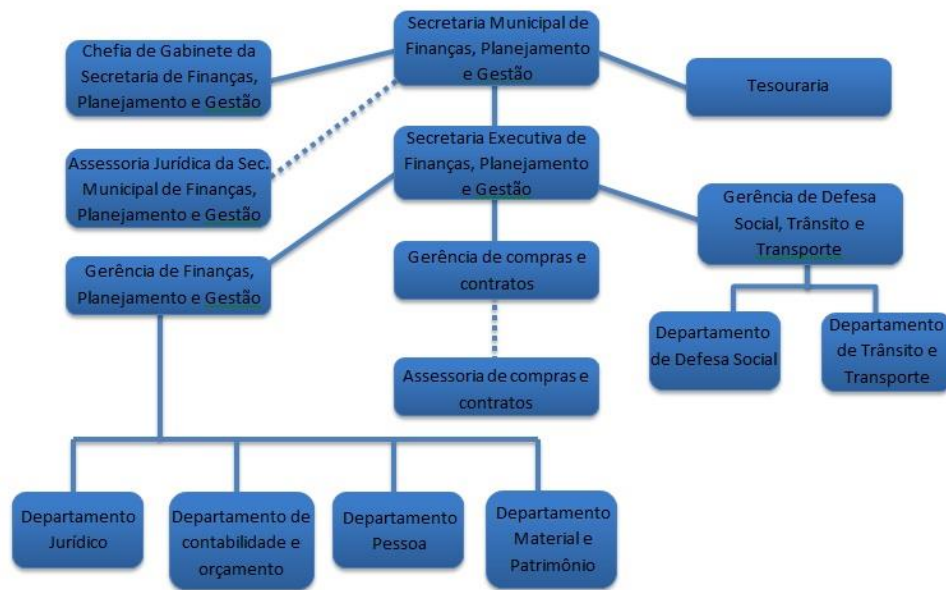 Secretaria Municipal de
Finanças, Planejamento
e Gestão
Chefia de Gabinete da
Secretaria de Finanças,
Planejamento e Gestão
Tesouraria
Assessoria Jurídica da Sec.
Municipal de Finanças,
Planejamento e Gestão
Secretaria Executiva de
Finanças, Planejamento
e Gestão
Gerência de Defesa
Social, Trânsito e
Transporte
Gerência de Finanças,
Planejamento e Gestão
Gerência de compras e
contratos
Departamento
de Defesa Social
Departamento
de Trânsito e
Transporte
Assessoria de compras e
contratos
Departamento
Jurídico
Departamento de
contabilidade e
orçamento
Departamento
Pessoa
Departamento
Material e
Patrimônio